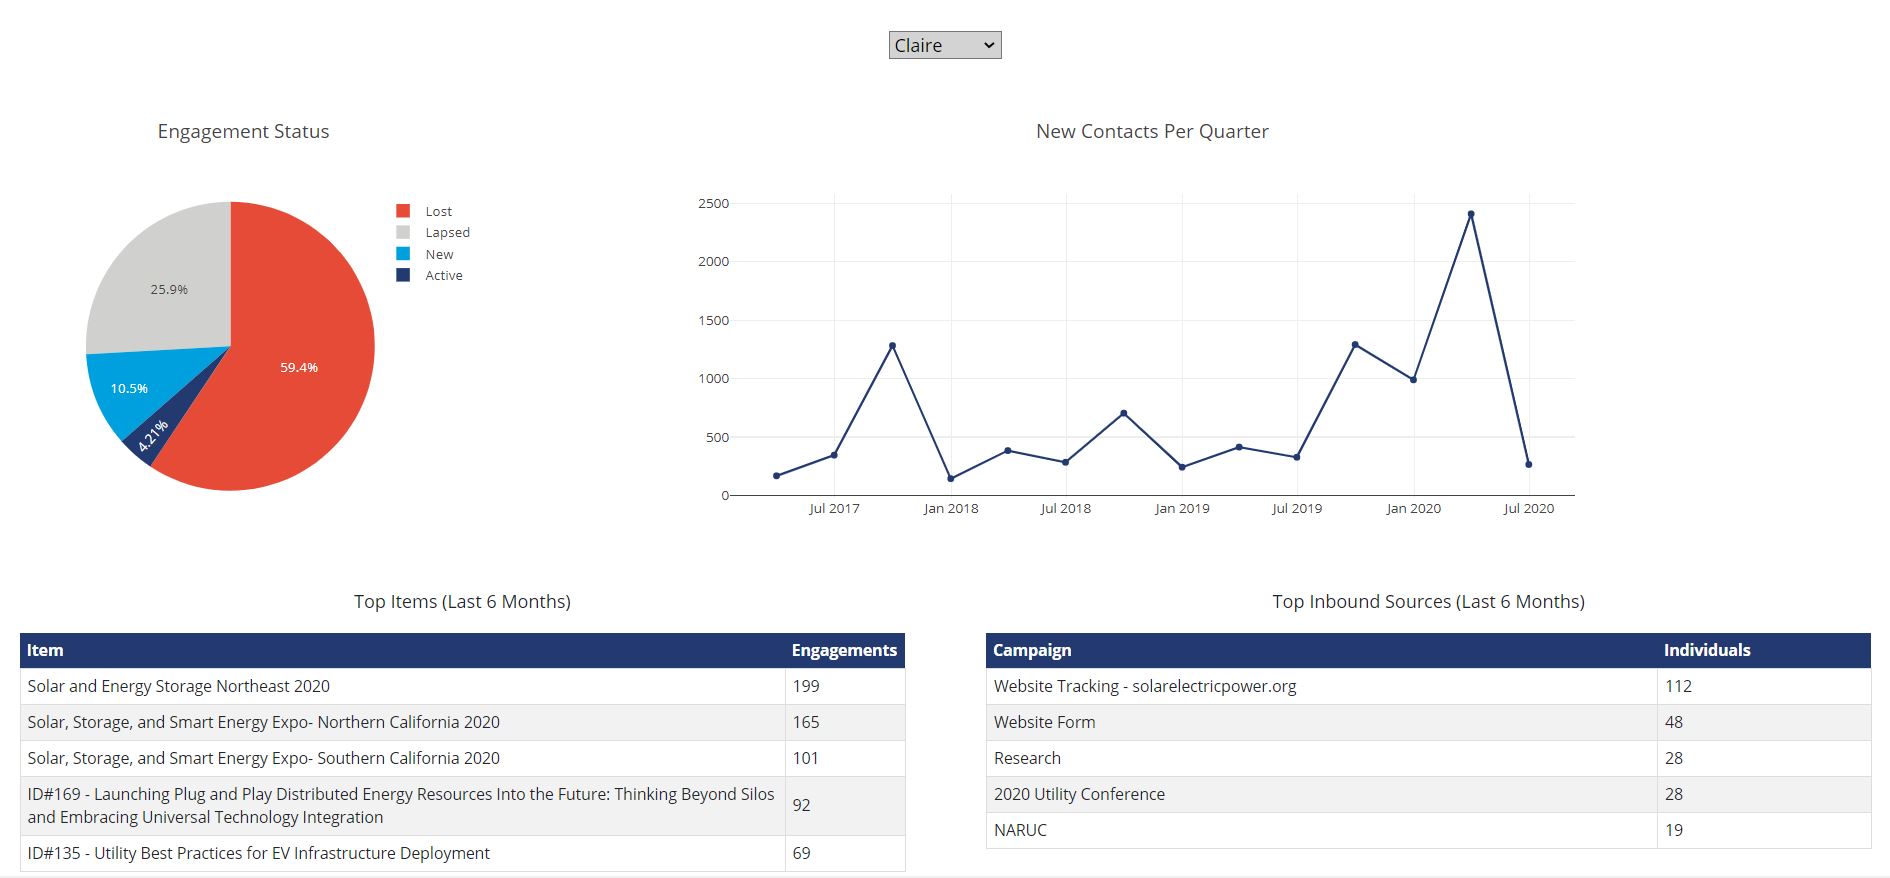 Claire
Engagement Status
Lost
Lapsed
New
Active
25.9%
59.4%
10.5%
4.21%
New Contacts Per Quarter
2500
2000
1500
1000
500
0
Jul 2017 Jan 2018 Jul 2018 Jan 2019 Jul 2019 Jan 2020 Jul 2020
Top Items (Last 6 Months)
Item Engagements
Solar and Energy Storage Northeast 2020 199
Solar, Storage, and Smart Energy Expo- Northern California 2020 165
Solar, Storage, and Smart Energy Expo- Southern California 2020 101
ID#169 - Launching Plug and Play Distributed Energy Resources Into the Future: Thinking Beyond Silos
and Embracing Universal Technology Integration 92
ID#135 - Utility Best Practices for EV Infrastructure Deployment 69
Top Inbound Sources (Last 6 Months)
Campaign Individuals
Website Tracking - solarelectricpower.org 112
Website Form 48
Research 28
2020 Utility Conference 28
NARUC 19